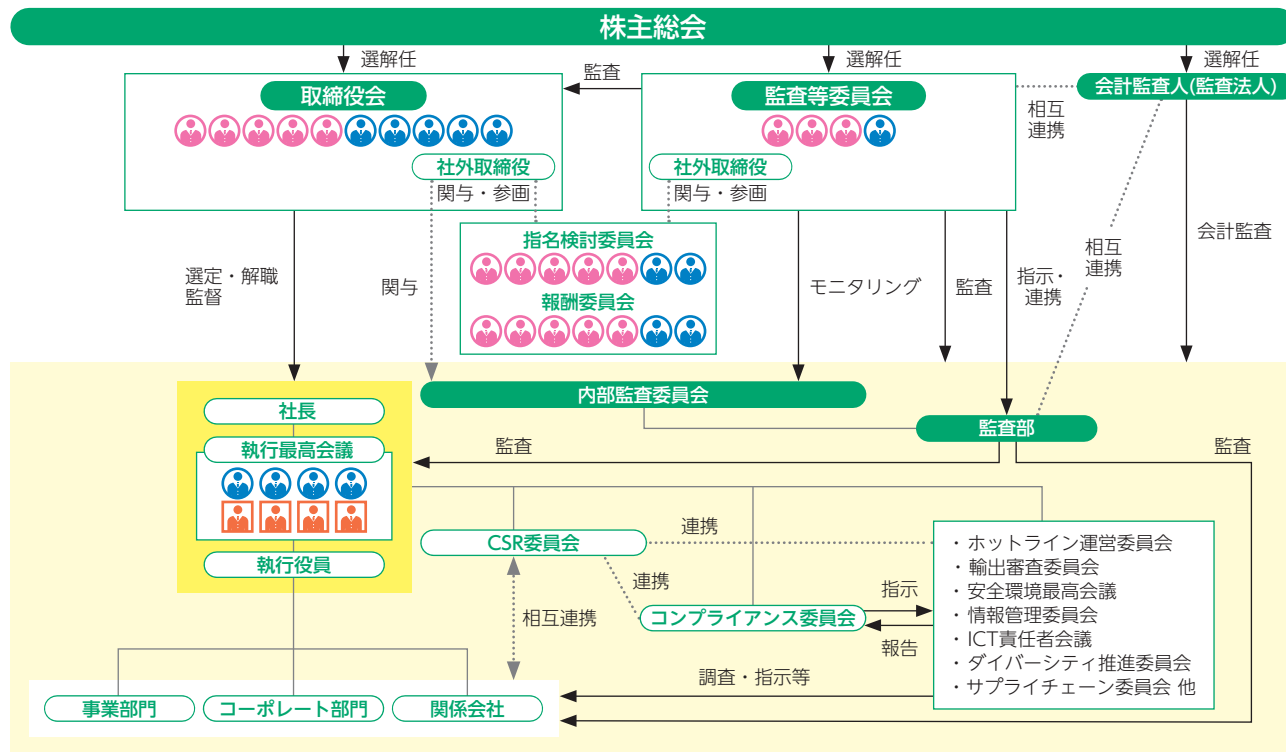 株主総会
選解任
選解任
選解任
取締役会
監査
監査等委員会
会計監査人(監査法人)
相互
連携
社外取締役
社外取締役
関与・参画
関与・参画
指名検討委員会
報酬委員会
選定・解職
監督
関与
モニタリング
監査
指示・
連携
相互
連携
会計監査
内部監査委員会
監査部
社長
執行最高会議
執行役員
監査
監査
CSR委員会
連携
連携
相互連携
コンプライアンス委員会
指示
報告
・ホットライン運営委員会
・輸出審査委員会
・安全環境最高会議
・情報管理委員会
・ICT責任者会議
・ダイバーシティ推進委員会
・サプライチェーン委員会 他
調査・指示等
事業部門
コーポレート部門
関係会社